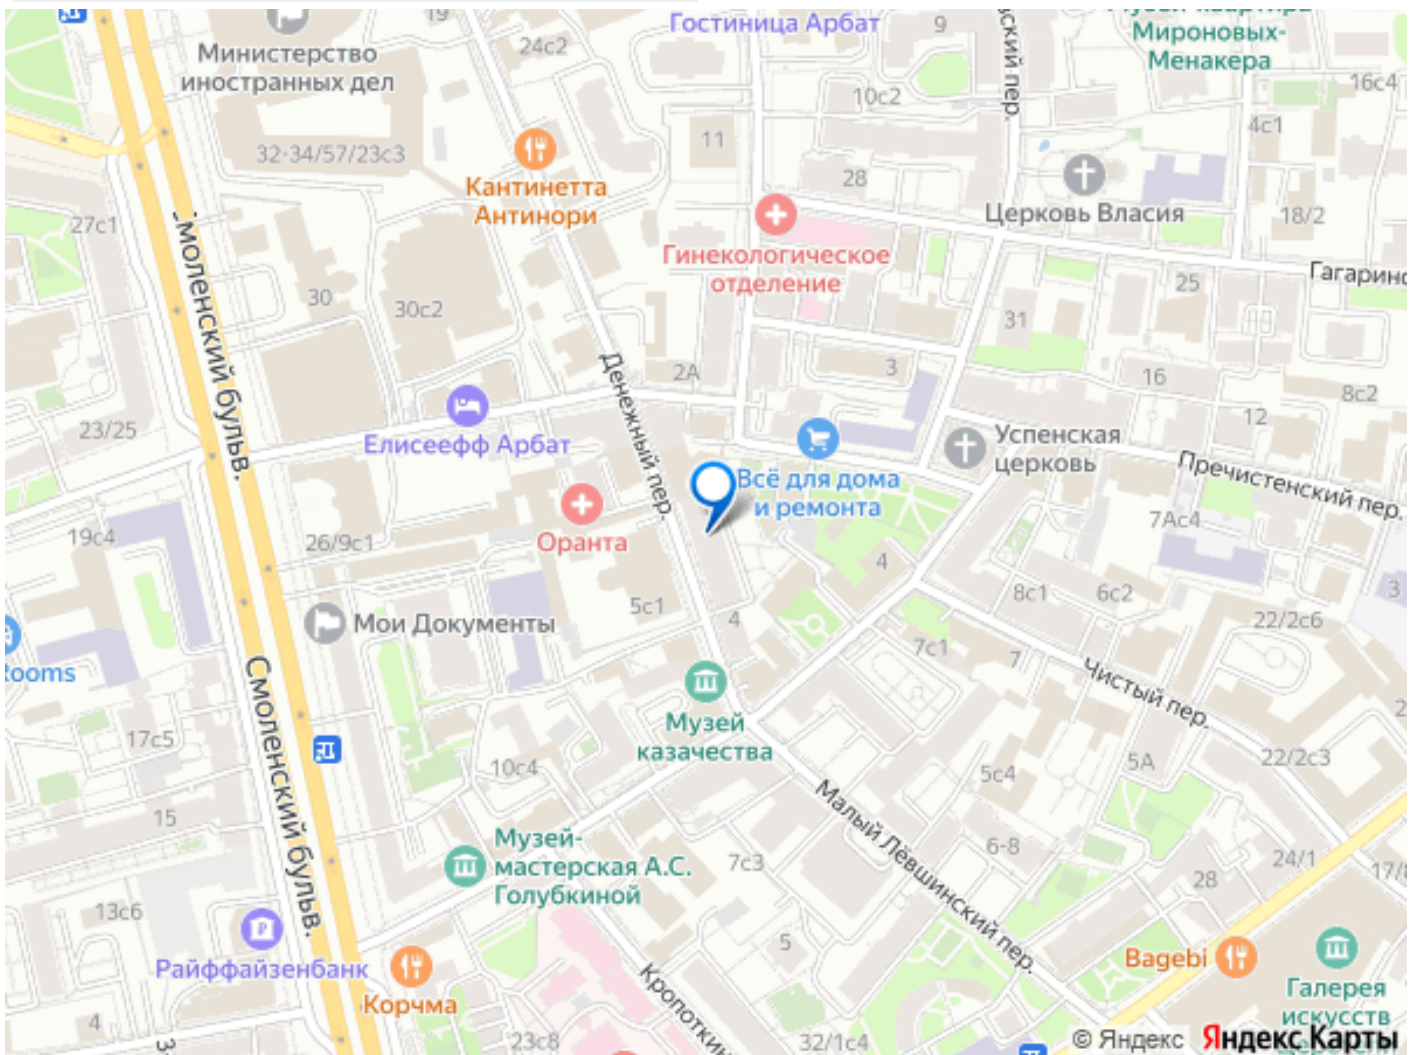 19
Гостиница Арбат
9
Мироновых-
Менакера
Министерство
иностранных дел
24с2
ский пер.
16с4
10с2
4с1
32-34/57/23с3
11
Кантинетта
Антинори
28
Церковь Власия
18/2
27с1
Смоленский бульв.
Гинекологическое
отделение
25
30
30с2
31
Денежный пер.
2А
3
16
8с2
12
23/25
Елисеефф Арбат
Успенская
церковь
Пречистенский пер.
Всё для дома
и ремонта
7Ас4
19с4
26/9с1
Оранта
4
8с1
6с2
3
5с1
4
22/2с6
Мои Документы
7с1
7
Rooms
Смоленский бульв.
Чистый пер.
Музей
казачества
17с5
10с4
5с4
5А
22/2с3
15
Малый Лёвшинский пер.
Музей-
мастерская А.С.
Голубкиной
7с3
6-8
24/1
28
13с6
5
Райффайзенбанк
Bagebi
Корчма
Галерея
искусств
4
23с8
32/1с4
© Яндекс
Яндекс Карты